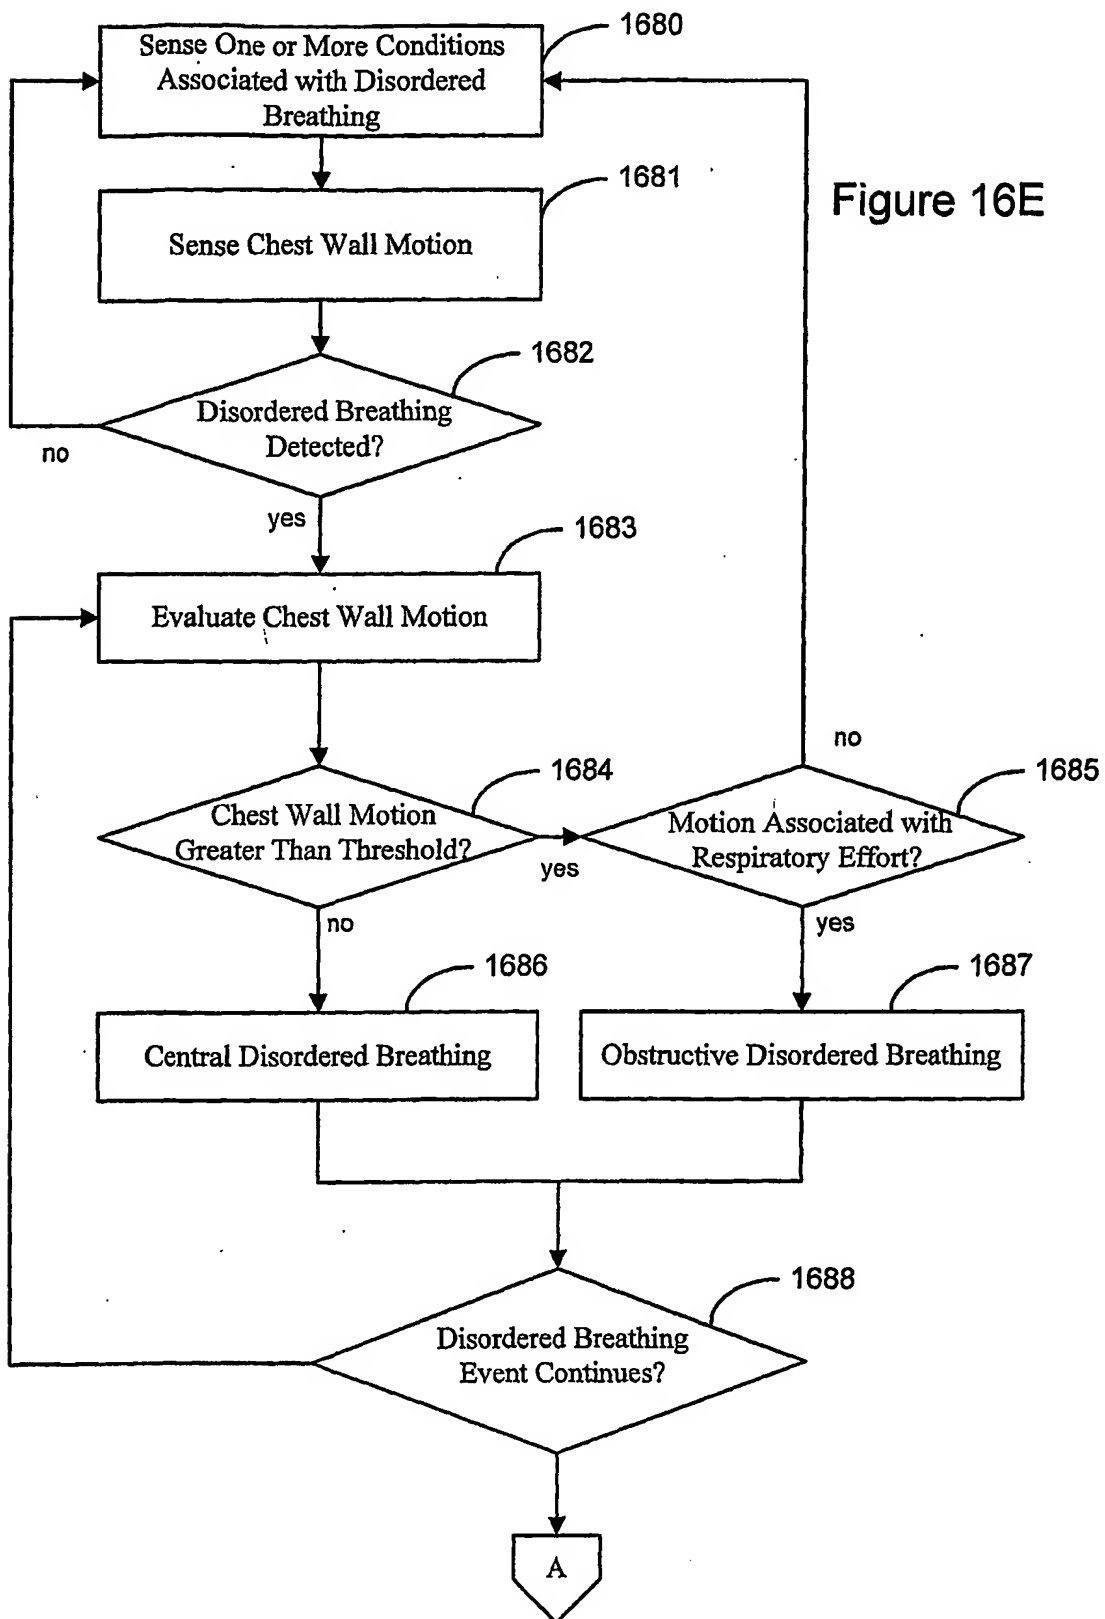 1680
Sense One or More Conditions
Associated with Disordered
Breathing
1681
Figure 16E
Sense Chest Wall Motion
1682
Disordered Breathing
Detected?
no
yes
1683
Evaluate Chest Wall Motion
no
1684
1685
Chest Wall Motion
Greater Than Threshold?
yes
Motion Associated with
Respiratory Effort?
no
yes
1686
1687
Central Disordered Breathing
Obstructive Disordered Breathing
1688
Disordered Breathing
Event Continues?
A